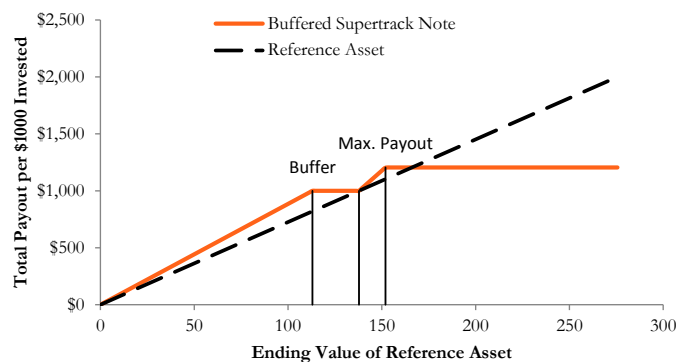 $2,500
Buffered Supertrack Note
Reference Asset
$2,000
$1,500
Max. Payout
Buffer
$1,000
$500
$0
0 50 100 150 200 250 300
Total Payout per $1000 Invested
Ending Value of Reference Asset